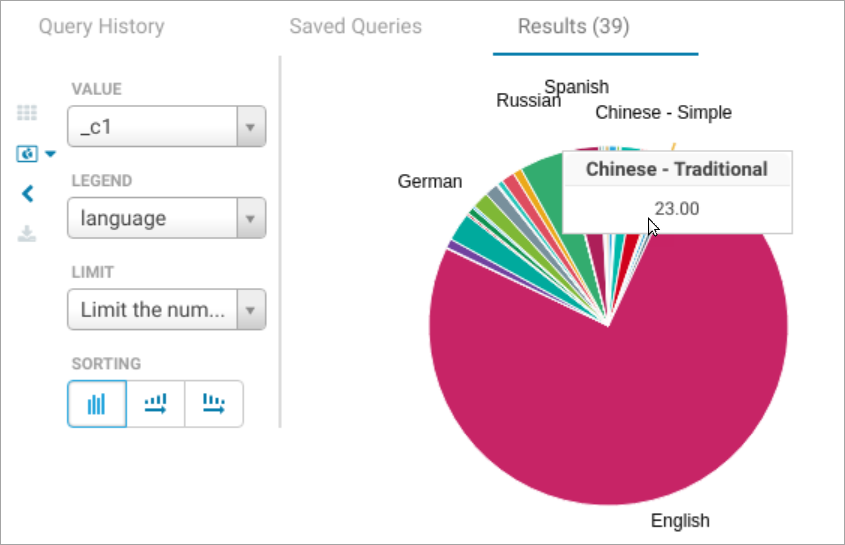 Query History
Saved Queries
Results (39)
VALUE
_c1
LEGEND
language
LIMIT
Limit the num...
SORTING
Spanish
Russian
Chinese - Simple
German
Chinese - Traditional
23.00
English